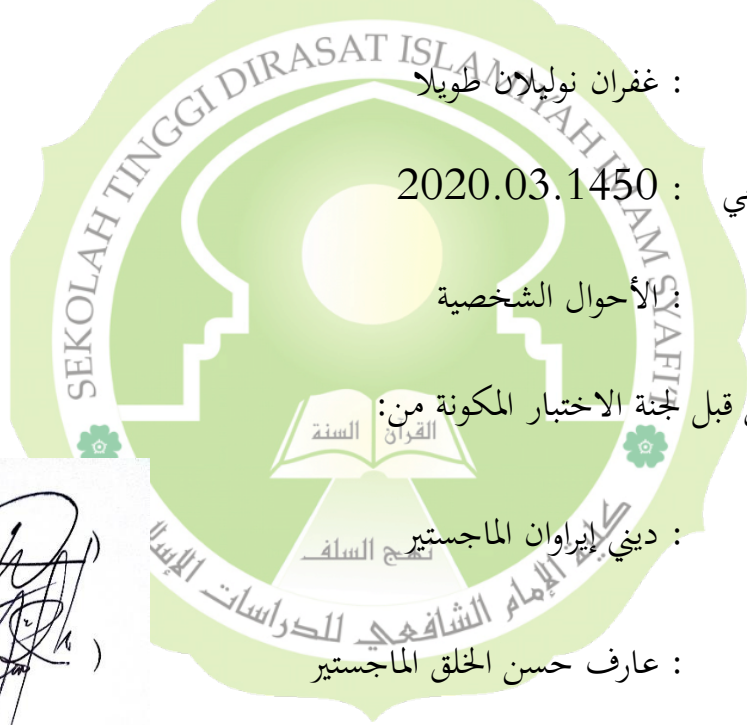 : غفران نوليلان طويلا
ي : 2020.03.1450
: الأحوال الشخصية
قبل لجنة الاختبار المكونة من:
: ديني إيراوان الماجستير
: عارف حسن الخلق الماجستير
SEKOLAH TINGGI DIRASAT ISLAMIYAH IMAM SYAFI'I
القرآن السنة
نهج السلف
كلية الإمام الشافعي للدراسات
)
)